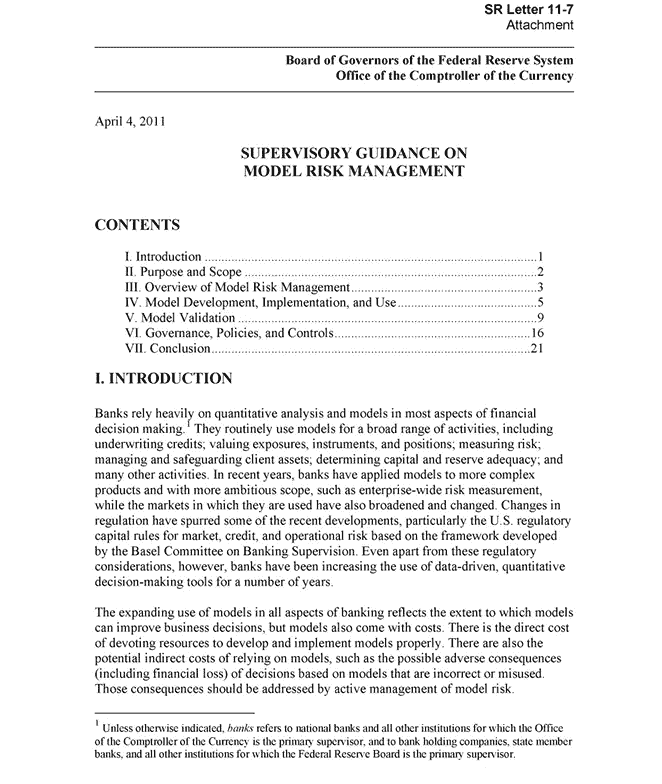 SR Letter 11-7
Attachment
Board of Governors of the Federal Reserve System
Office of the Comptroller of the Currency
April 4, 2011
SUPERVISORY GUIDANCE ON
MODEL RISK MANAGEMENT
CONTENTS
I. Introduction ....................................................................................................1
II. Purpose and Scope ........................................................................................2
III. Overview of Model Risk Management........................................................3
IV. Model Development, Implementation, and Use..........................................5
V. Model Validation ..........................................................................................9
VI. Governance, Policies, and Controls...........................................................16
VII. Conclusion................................................................................................21
I. INTRODUCTION
Banks rely heavily on quantitative analysis and models in most aspects of financial
decision making.1 They routinely use models for a broad range of activities, including
underwriting credits; valuing exposures, instruments, and positions; measuring risk;
managing and safeguarding client assets; determining capital and reserve adequacy; and
many other activities. In recent years, banks have applied models to more complex
products and with more ambitious scope, such as enterprise-wide risk measurement,
while the markets in which they are used have also broadened and changed. Changes in
regulation have spurred some of the recent developments, particularly the U.S. regulatory
capital rules for market, credit, and operational risk based on the framework developed
by the Basel Committee on Banking Supervision. Even apart from these regulatory
considerations, however, banks have been increasing the use of data-driven, quantitative
decision-making tools for a number of years.
The expanding use of models in all aspects of banking reflects the extent to which models
can improve business decisions, but models also come with costs. There is the direct cost
of devoting resources to develop and implement models properly. There are also the
potential indirect costs of relying on models, such as the possible adverse consequences
(including financial loss) of decisions based on models that are incorrect or misused.
Those consequences should be addressed by active management of model risk.
1 Unless otherwise indicated, banks refers to national banks and all other institutions for which the Office
of the Comptroller of the Currency is the primary supervisor, and to bank holding companies, state member
banks, and all other institutions for which the Federal Reserve Board is the primary supervisor.